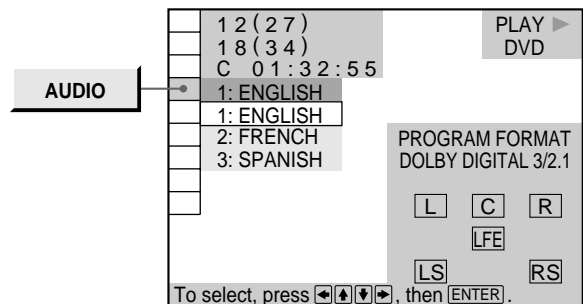 12(27)
18(34)
C 01:32:55
PLAY ▶
DVD
AUDIO
1: ENGLISH
1: ENGLISH
2: FRENCH
3: SPANISH
PROGRAM FORMAT
DOLBY DIGITAL 3/2.1
L C R
LFE
LS RS
To select, press ←↑↓→, then ENTER.